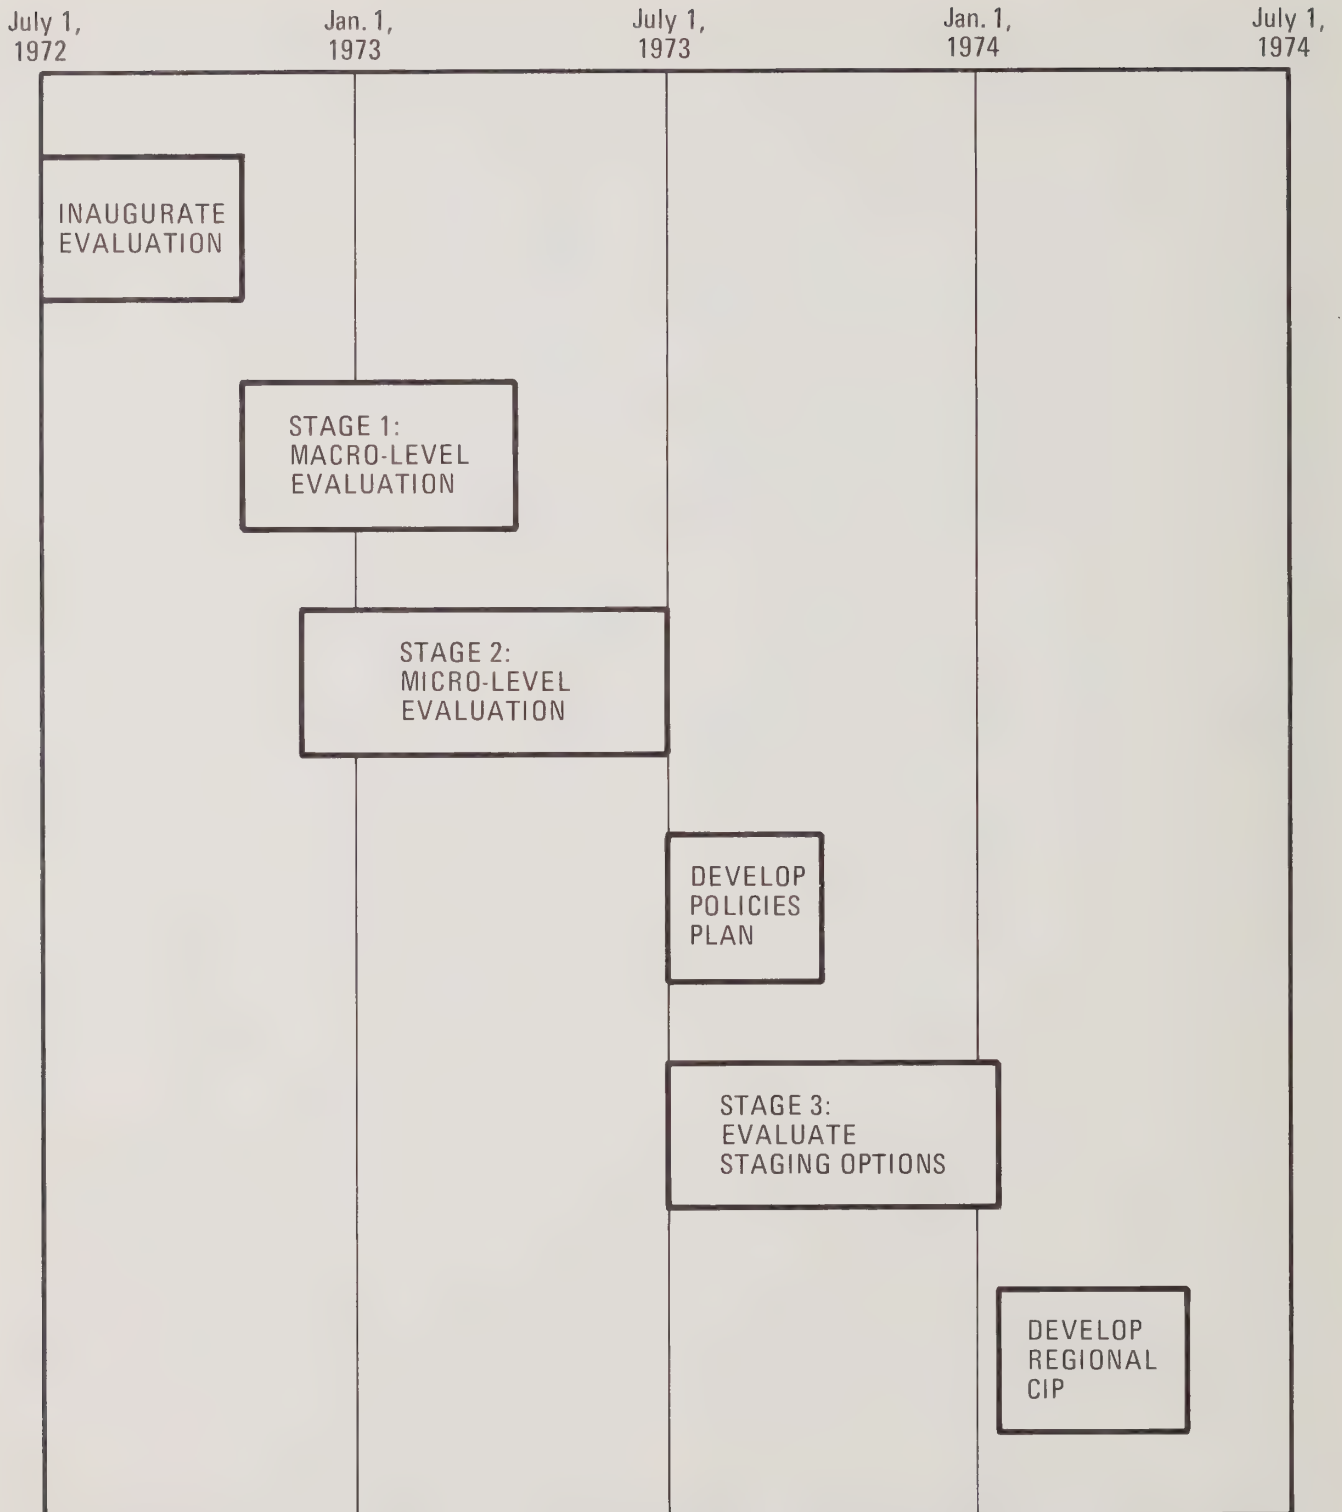 July 1,
1972
Jan. 1,
1973
July 1,
1973
Jan. 1,
1974
July 1,
1974
INAUGURATE
EVALUATION
STAGE 1:
MACRO-LEVEL
EVALUATION
STAGE 2:
MICRO-LEVEL
EVALUATION
DEVELOP
POLICIES
PLAN
STAGE 3:
EVALUATE
STAGING OPTIONS
DEVELOP
REGIONAL
CIP